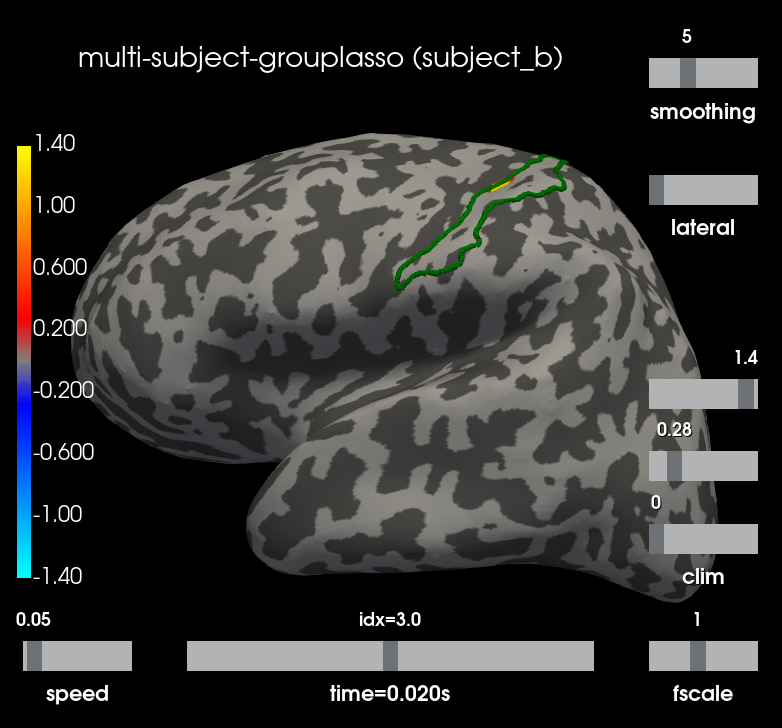 multi-subject-grouplasso (subject_b)
5
smoothing
lateral
1.40
1.00
0.600
0.200
-0.200
-0.600
-1.00
-1.40
1.4
0.28
0
clim
0.05
speed
idx=3.0
time=0.020s
1
fscale